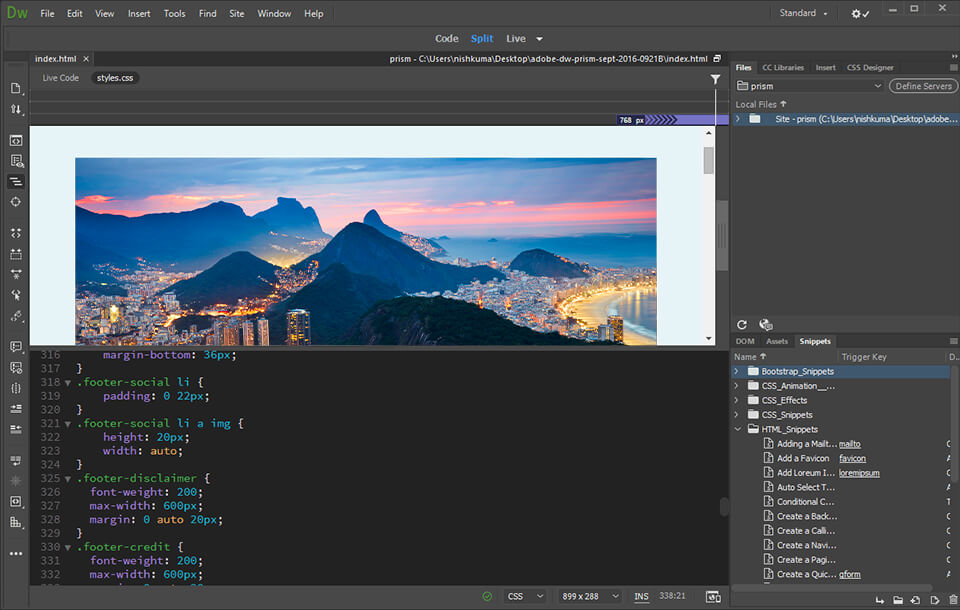 Dw File Edit View Insert Tools Find Site Window Help Standard
Code Split Live
index.html prism - C:\Users\nishkuma\Desktop\adobe-dw-prism-sept-2016-0921B\index.html
Live Code styles.css
768 px
316 margin-bottom: 36px;
317 }
318 .footer-social li {
319 padding: 0 22px;
320 }
321 .footer-social li a img {
322 height: 20px;
323 width: auto;
324 }
325 .footer-disclaimer {
326 font-weight: 200;
327 max-width: 600px;
328 margin: 0 auto 20px;
329 }
330 .footer-credit {
331 font-weight: 200;
332 max-width: 600px;
CSS 899 x 288 INS 338:21
Files CC Libraries Insert CSS Designer
prism Define Servers
Local Files
Site - prism (C:\Users\nishkuma\Desktop\adobe...
DOM Assets Snippets
Name Trigger Key D...
Bootstrap_Snippets
CSS_Animation__...
CSS_Effects
CSS_Snippets
HTML_Snippets
Adding a Mailt... mailto C
Add a Favicon favicon A
Add Loreum I... loremipsum A
Auto Select T... A
Conditional C... T
Create a Back... C
Create a Calli... C
Create a Navi... A
Create a Pagi... A
Create a Quic... qform A